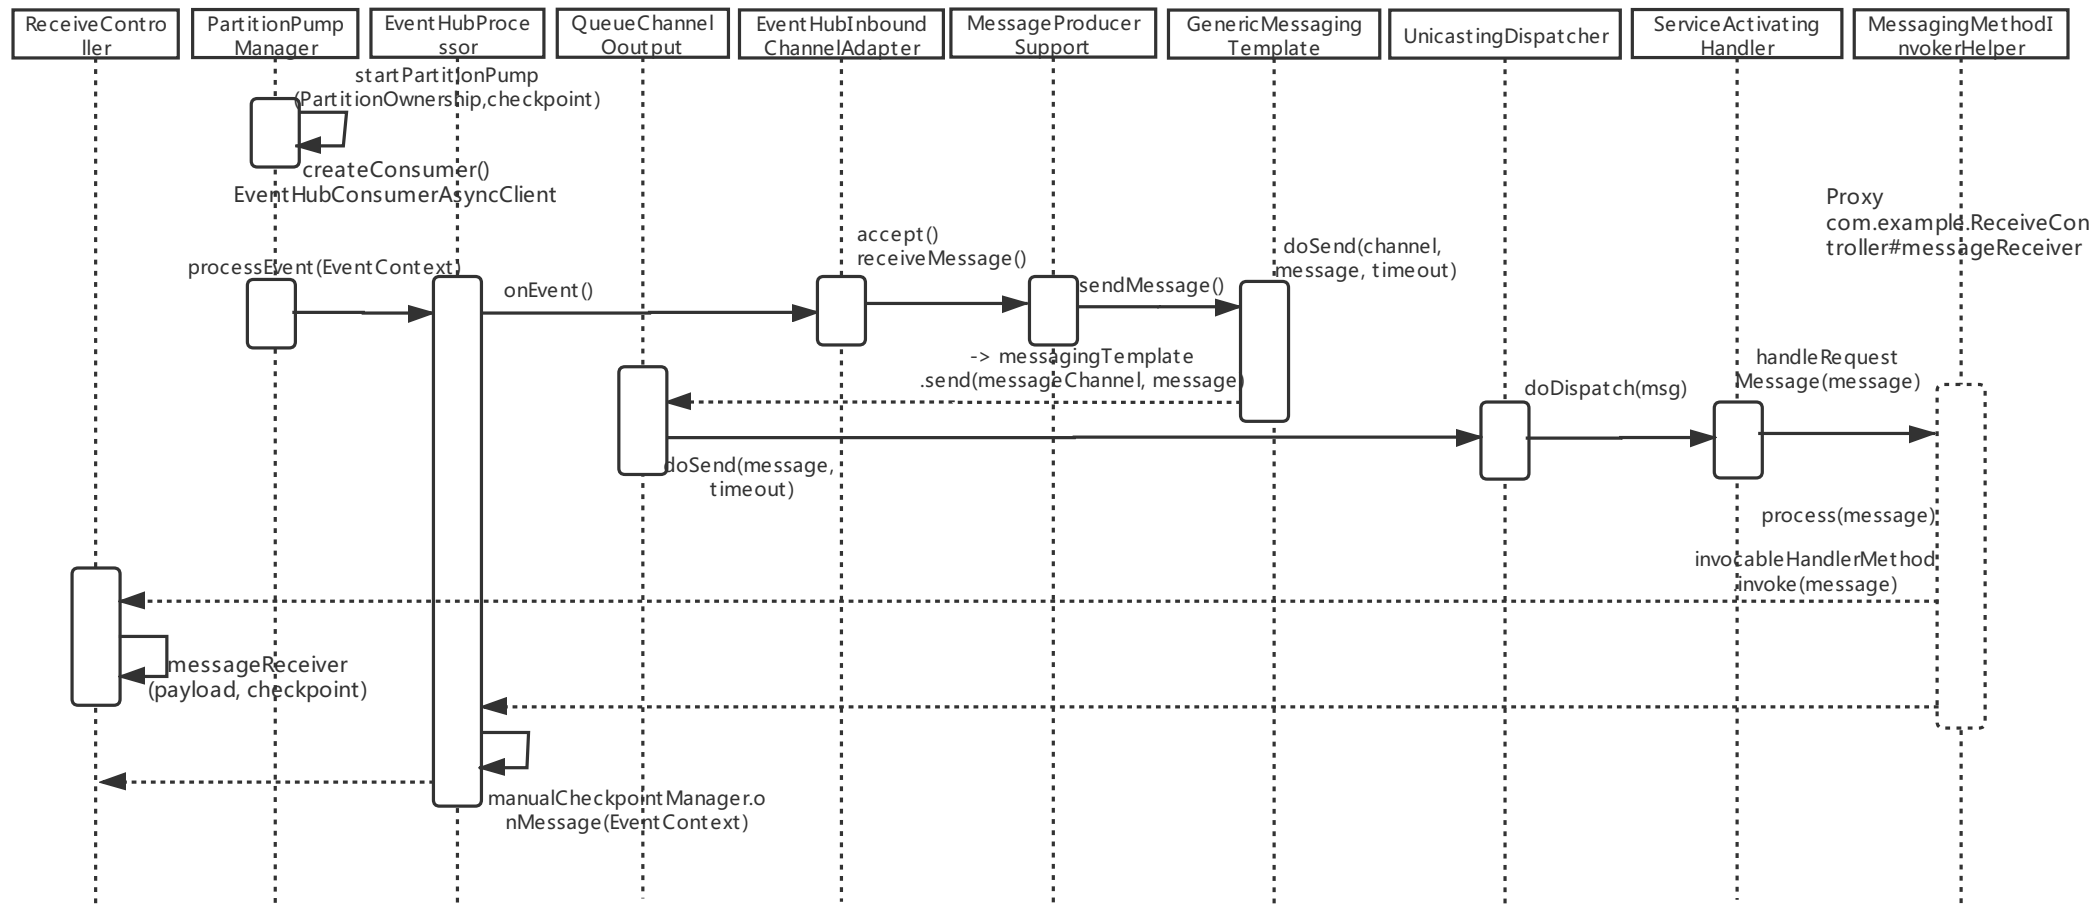 ReceiveContro
ller
PartitionPump
Manager
EventHubProce
ssor
QueueChannel
Ooutput
EventHubInbound
ChannelAdapter
MessageProducer
Support
GenericMessaging
Template
UnicastingDispatcher
ServiceActivating
Handler
MessagingMethodI
nvokerHelper
startPartitionPump
(PartitionOwnership,checkpoint)
createConsumer()
EventHubConsumerAsyncClient
Proxy
com.example.ReceiveCon
troller#messageReceiver
processEvent(EventContext)
onEvent()
accept()
receiveMessage()
sendMessage()
doSend(channel,
message, timeout)
-> messagingTemplate
.send(messageChannel, message)
doDispatch(msg)
handleRequest
Message(message)
doSend(message,
timeout)
process(message)
invocableHandlerMethod
.invoke(message)
messageReceiver
(payload, checkpoint)
manualCheckpointManager.o
nMessage(EventContext)